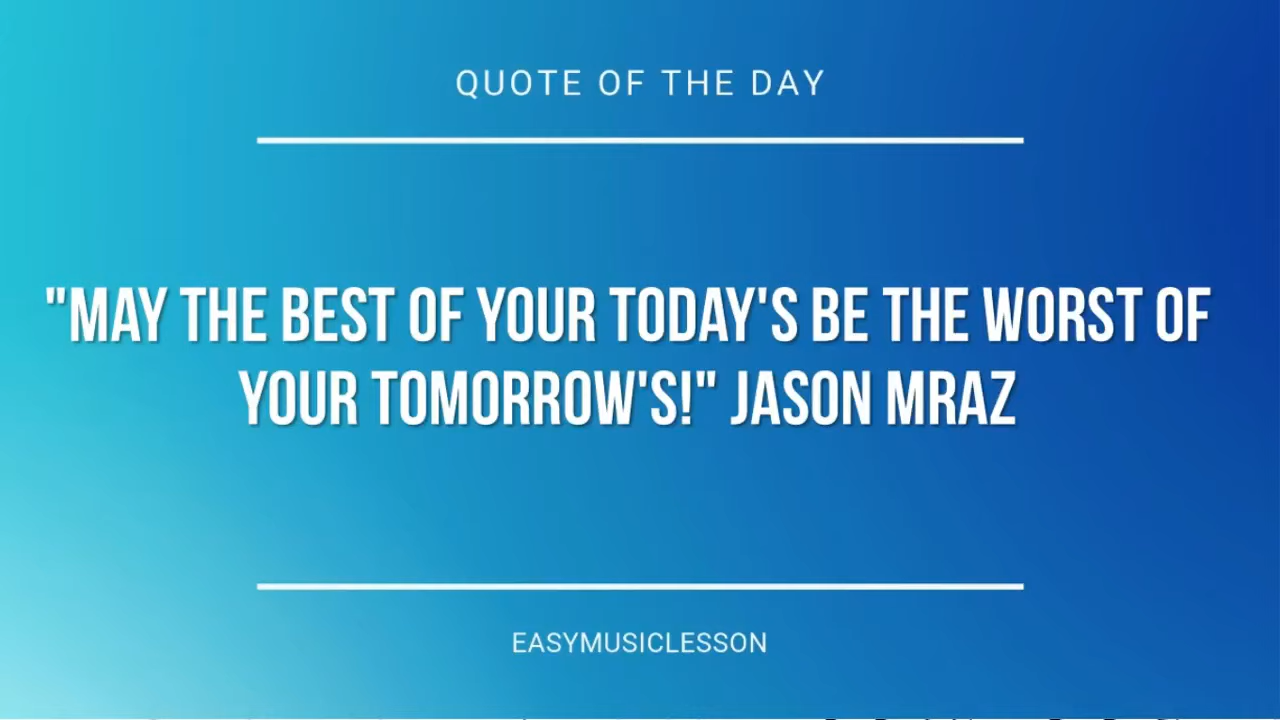 QUOTE OF THE DAY
"MAY THE BEST OF YOUR TODAY'S BE THE WORST OF
YOUR TOMORROW'S!" JASON MRAZ
EASYMUSICLESSON